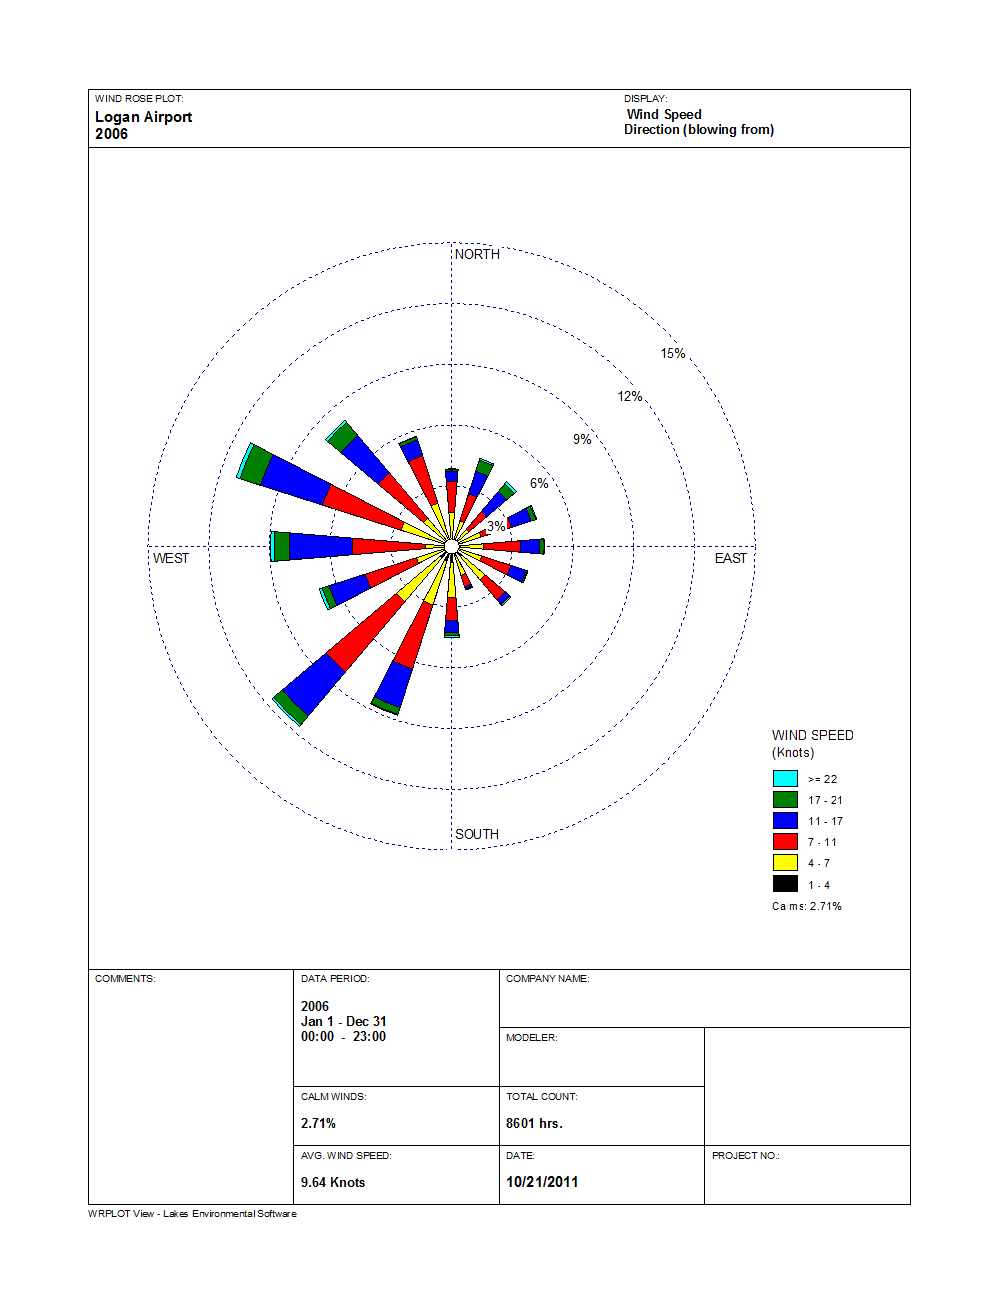 WIND ROSE PLOT:
Logan Airport
2006
DISPLAY:
Wind Speed
Direction (blowing from)
NORTH
15%
12%
9%
6%
3%
WEST
EAST
SOUTH
WIND SPEED
(Knots)
>= 22
17 - 21
11 - 17
7 - 11
4 - 7
1 - 4
Calms: 2.71%
COMMENTS:
DATA PERIOD:
2006
Jan 1 - Dec 31
00:00 - 23:00
COMPANY NAME:
MODELER:
CALM WINDS:
2.71%
TOTAL COUNT:
8601 hrs.
AVG. WIND SPEED:
9.64 Knots
DATE:
10/21/2011
PROJECT NO.:
WRPLOT View - Lakes Environmental Software